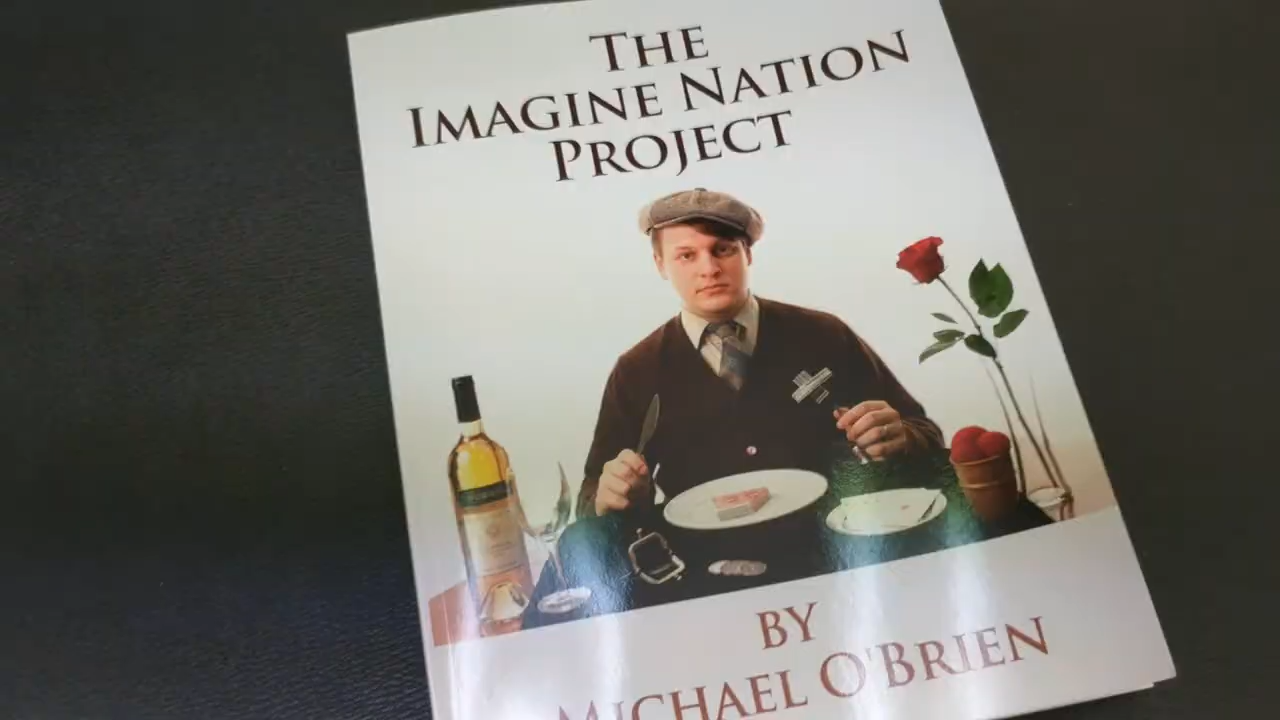 THE
IMAGINE NATION
PROJECT
BY
MICHAEL O'BRIEN